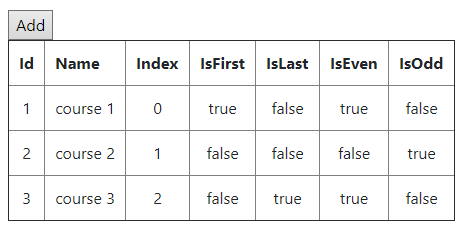 Add
Id Name Index IsFirst IsLast IsEven IsOdd
1 course 1 0 true false true false
2 course 2 1 false false false true
3 course 3 2 false true true false